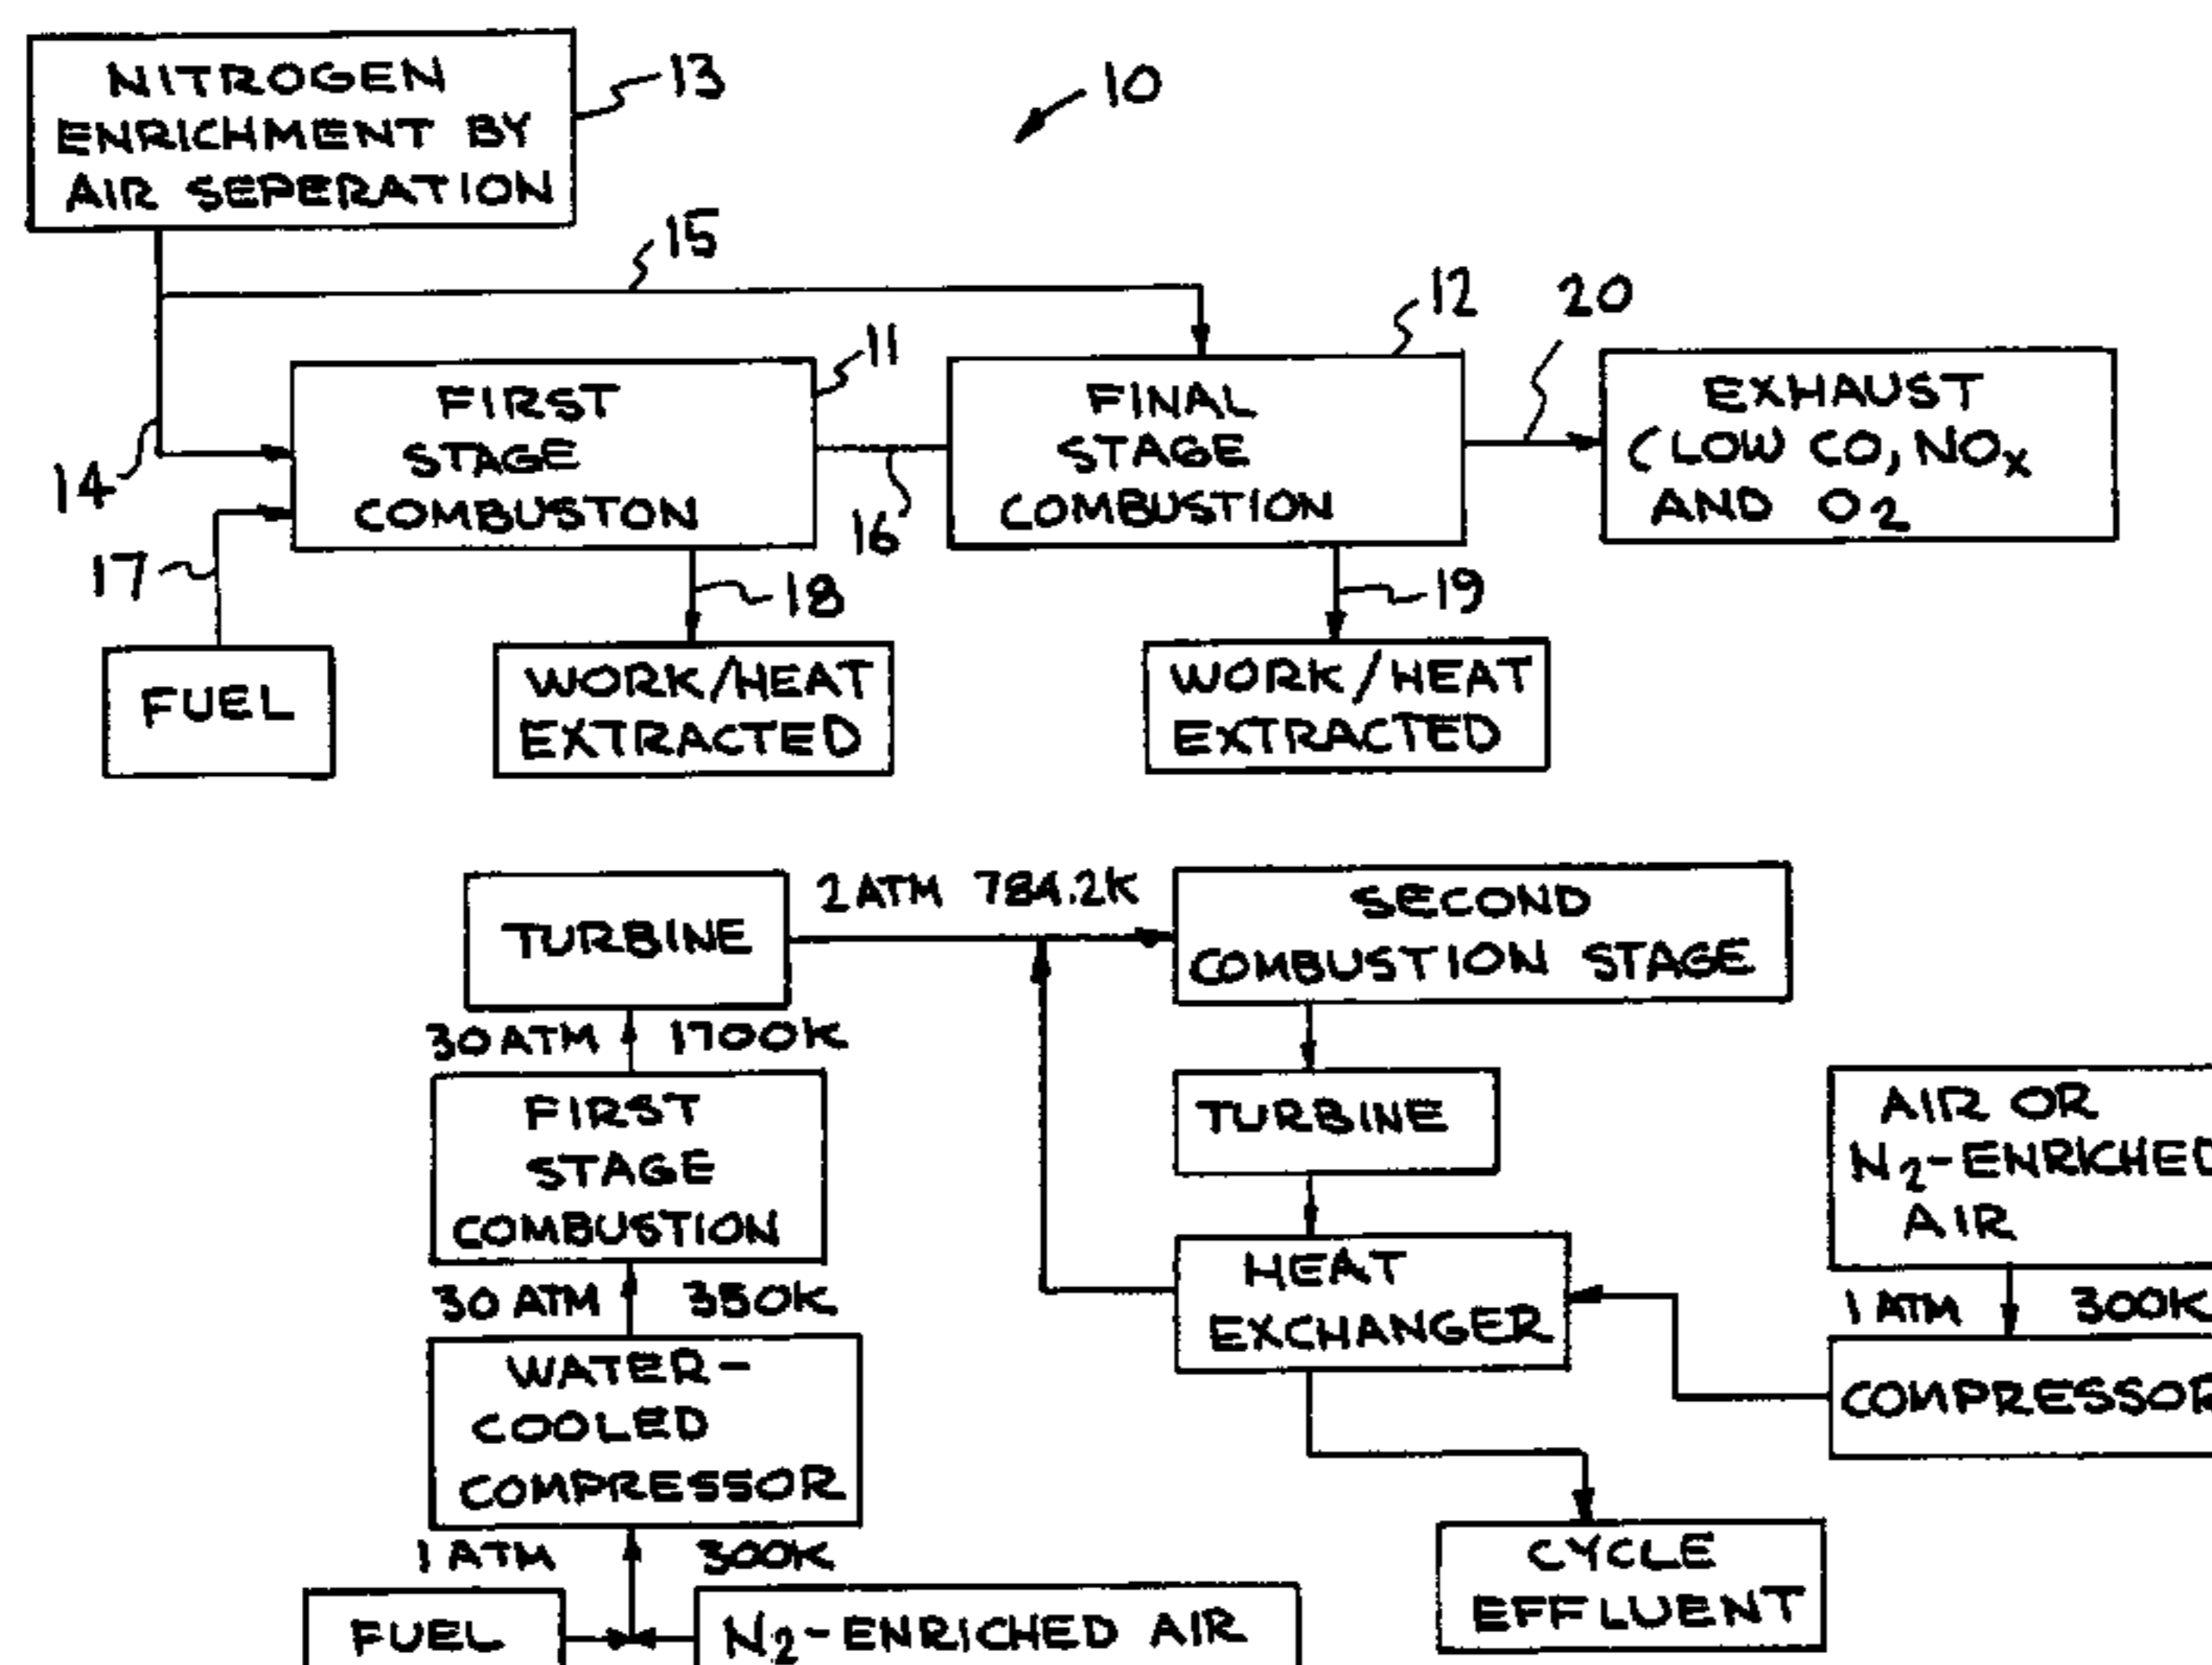 NITROGEN
ENRICHMENT BY
AIR SEPERATION
13
10
15
12
20
11
FIRST
STAGE
COMBUSTON
FINAL
STAGE
COMBUSTION
EXHAUST
(LOW CO, NOx
AND O2
14
16
17
18
19
FUEL
WORK/HEAT
EXTRACTED
WORK/HEAT
EXTRACTED
TURBINE
2 ATM 784.2K
SECOND
COMBUSTION STAGE
30 ATM 1700K
FIRST
STAGE
COMBUSTION
TURBINE
AIR OR
N2-ENRICHED
AIR
30 ATM 350K
HEAT
EXCHANGER
1 ATM 300K
WATER-
COOLED
COMPRESSOR
COMPRESSOR
1 ATM 300K
CYCLE
EFFLUENT
FUEL
N2-ENRICHED AIR